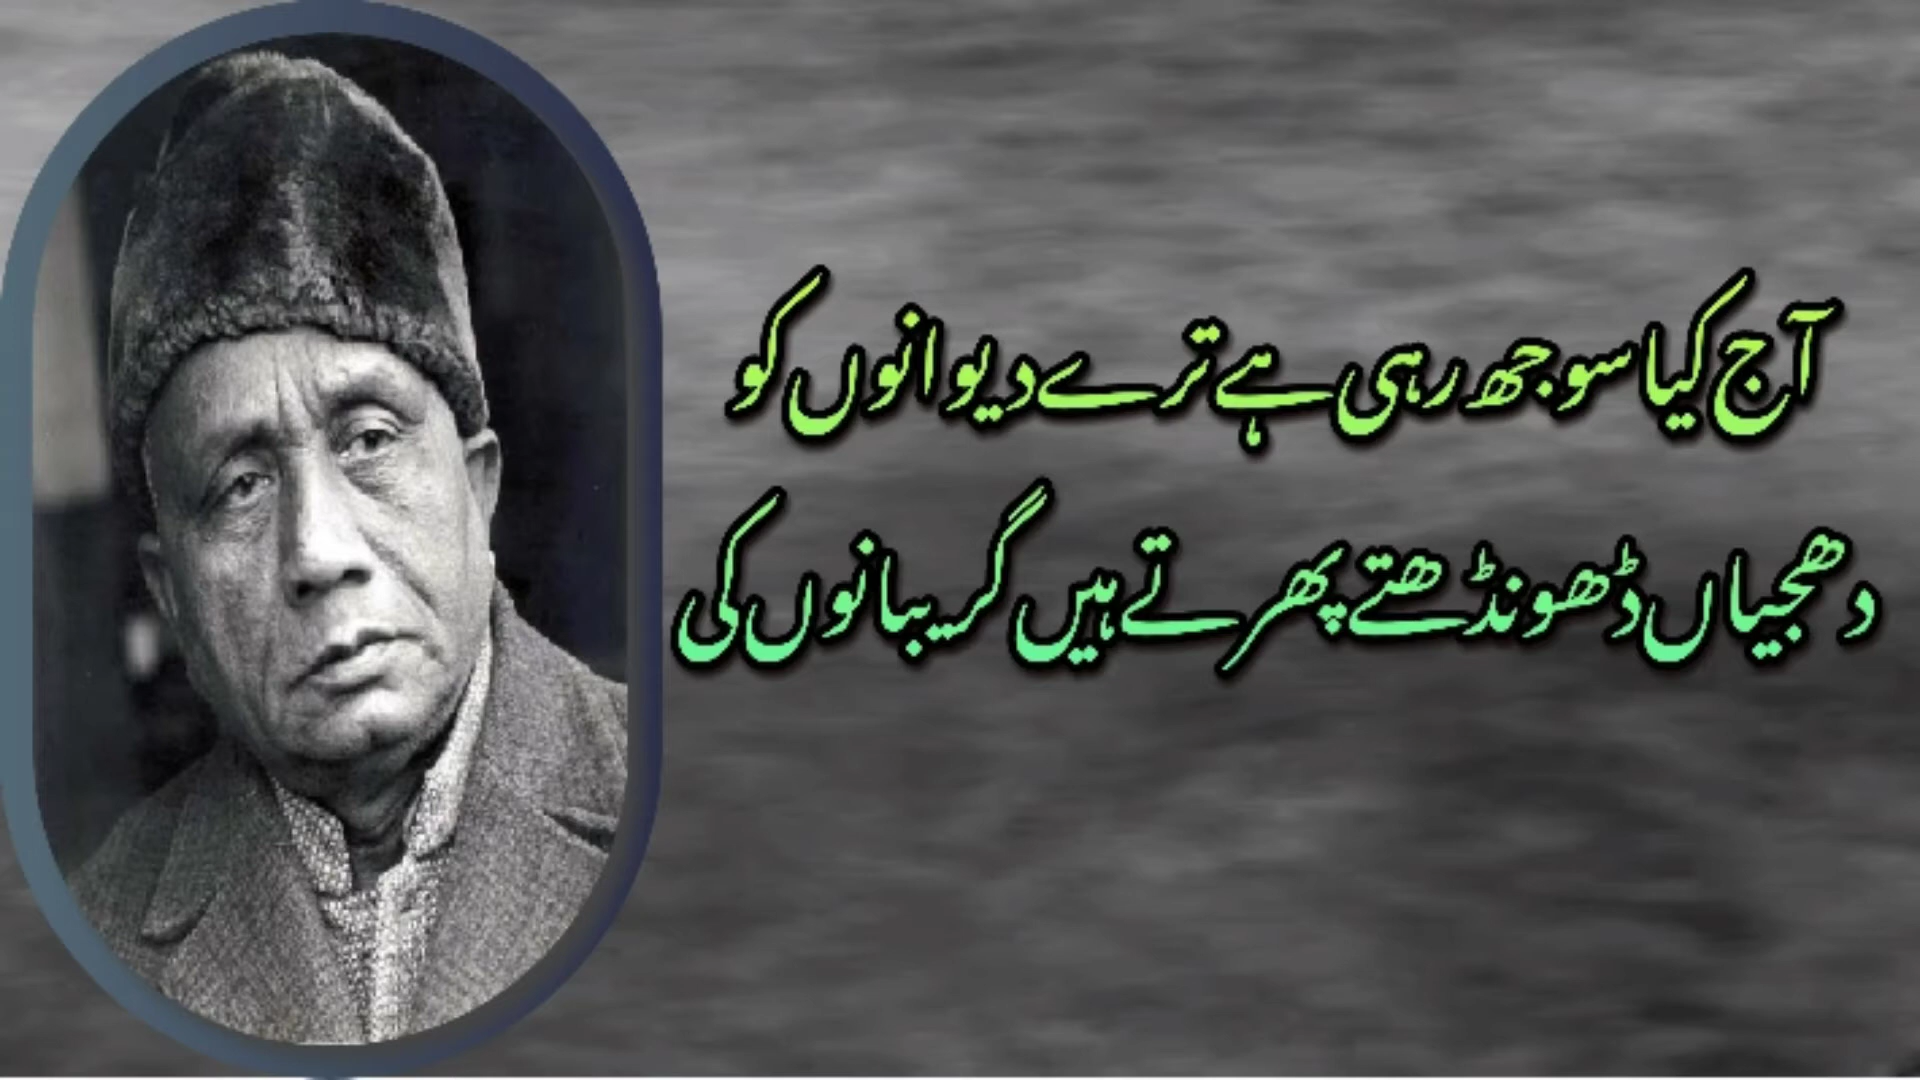 آج کیا سوجھ رہی ہے ترے دیوانوں کو
دھجیاں ڈھونڈھتے پھرتے ہیں گریبانوں کی